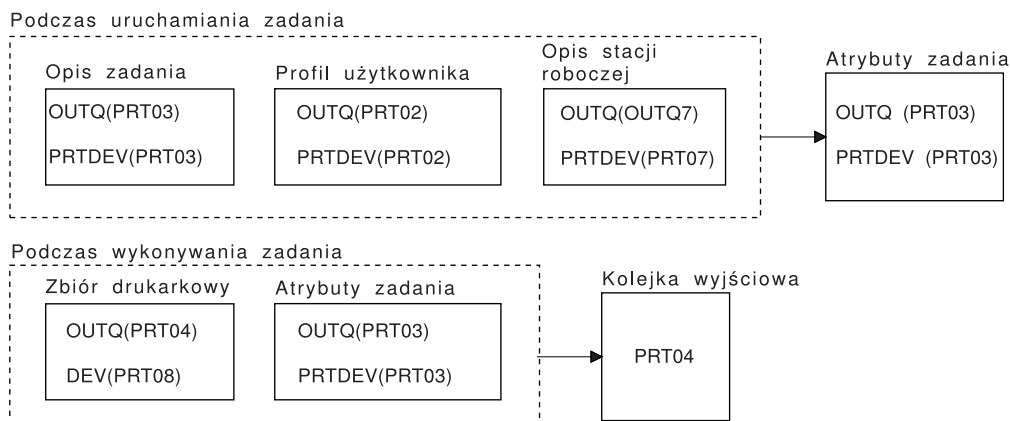 Podczas uruchamiania zadania
Opis zadania
OUTQ(PRT03)
PRTDEV(PRT03)
Profil użytkownika
OUTQ(PRT02)
PRTDEV(PRT02)
Opis stacji
roboczej
OUTQ(OUTQ7)
PRTDEV(PRT07)
Atrybuty zadania
OUTQ (PRT03)
PRTDEV (PRT03)
Podczas wykonywania zadania
Zbiór drukarkowy
OUTQ(PRT04)
DEV(PRT08)
Atrybuty zadania
OUTQ(PRT03)
PRTDEV(PRT03)
Kolejka wyjściowa
PRT04